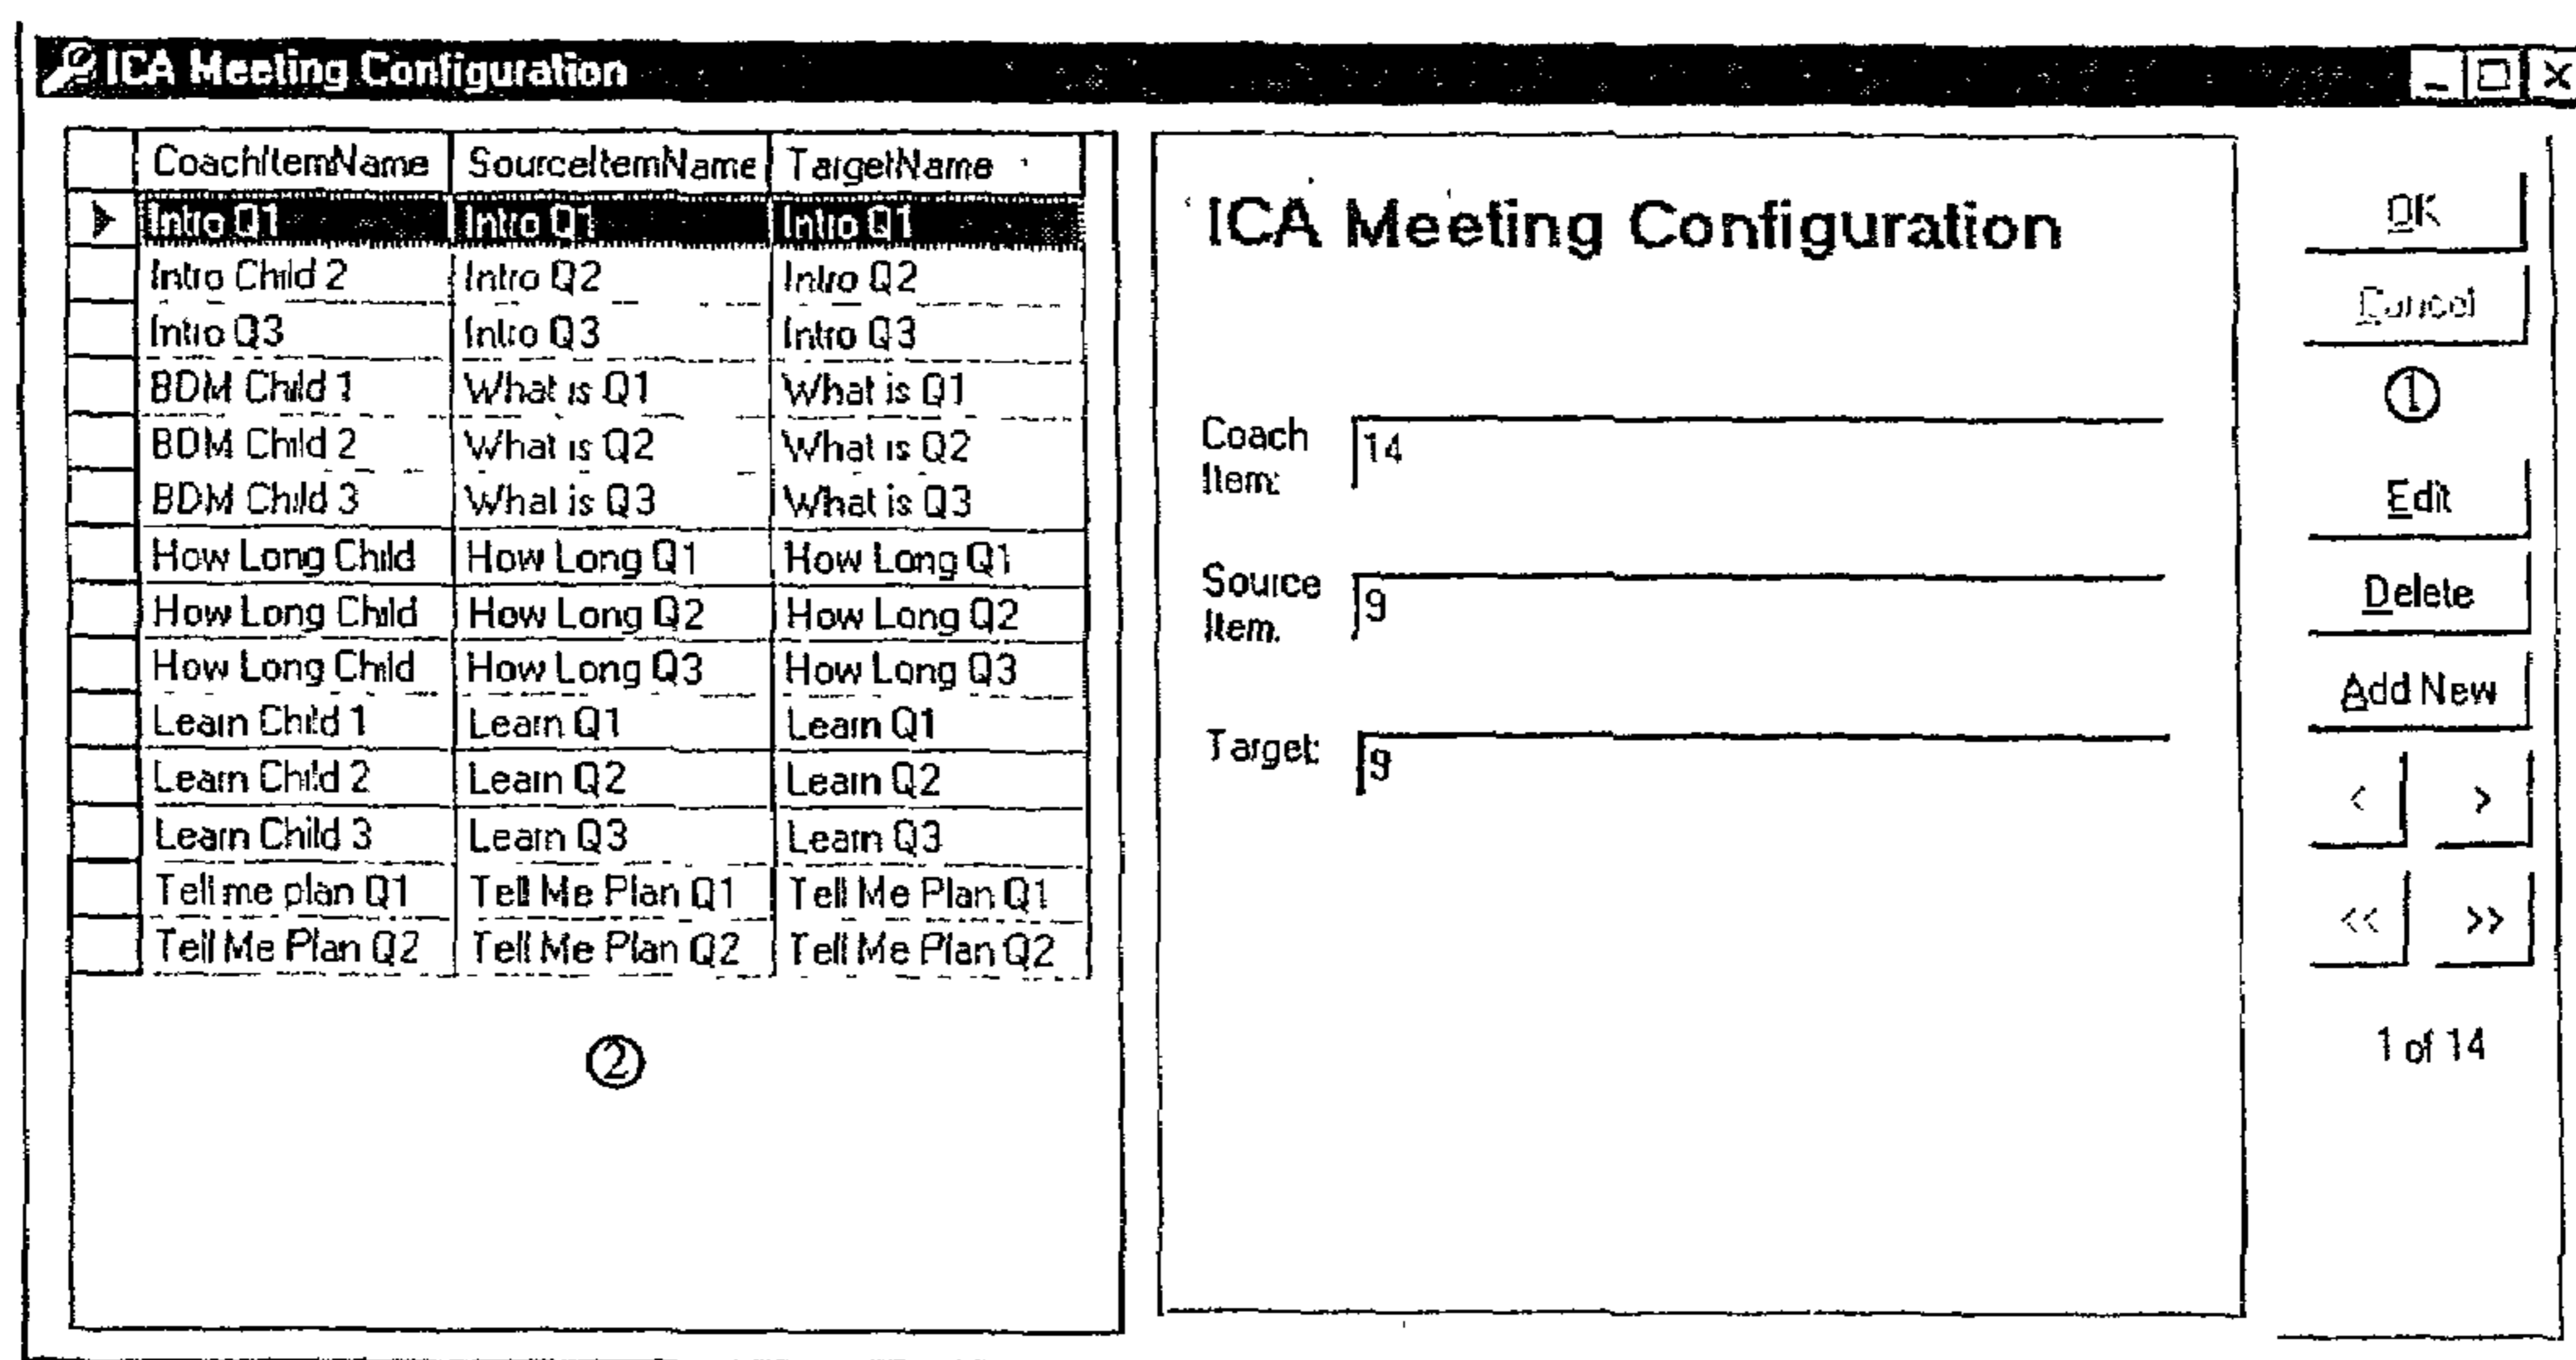 ICA Meeting Configuration
CoachItemName SourceItemName TargetName
Intro Q1 Intro Q1 Intro Q1
Intro Child 2 Intro Q2 Intro Q2
Intro Q3 Intro Q3 Intro Q3
BDM Child 1 What is Q1 What is Q1
BDM Child 2 What is Q2 What is Q2
BDM Child 3 What is Q3 What is Q3
How Long Child How Long Q1 How Long Q1
How Long Child How Long Q2 How Long Q2
How Long Child How Long Q3 How Long Q3
Learn Child 1 Learn Q1 Learn Q1
Learn Child 2 Learn Q2 Learn Q2
Learn Child 3 Learn Q3 Learn Q3
Tell me plan Q1 Tell Me Plan Q1 Tell Me Plan Q1
Tell Me Plan Q2 Tell Me Plan Q2 Tell Me Plan Q2
②
ICA Meeting Configuration
Coach
Item: 14
Source
Item: 9
Target: 9
OK
Cancel
①
Edit
Delete
Add New
< >
<< >>
1 of 14